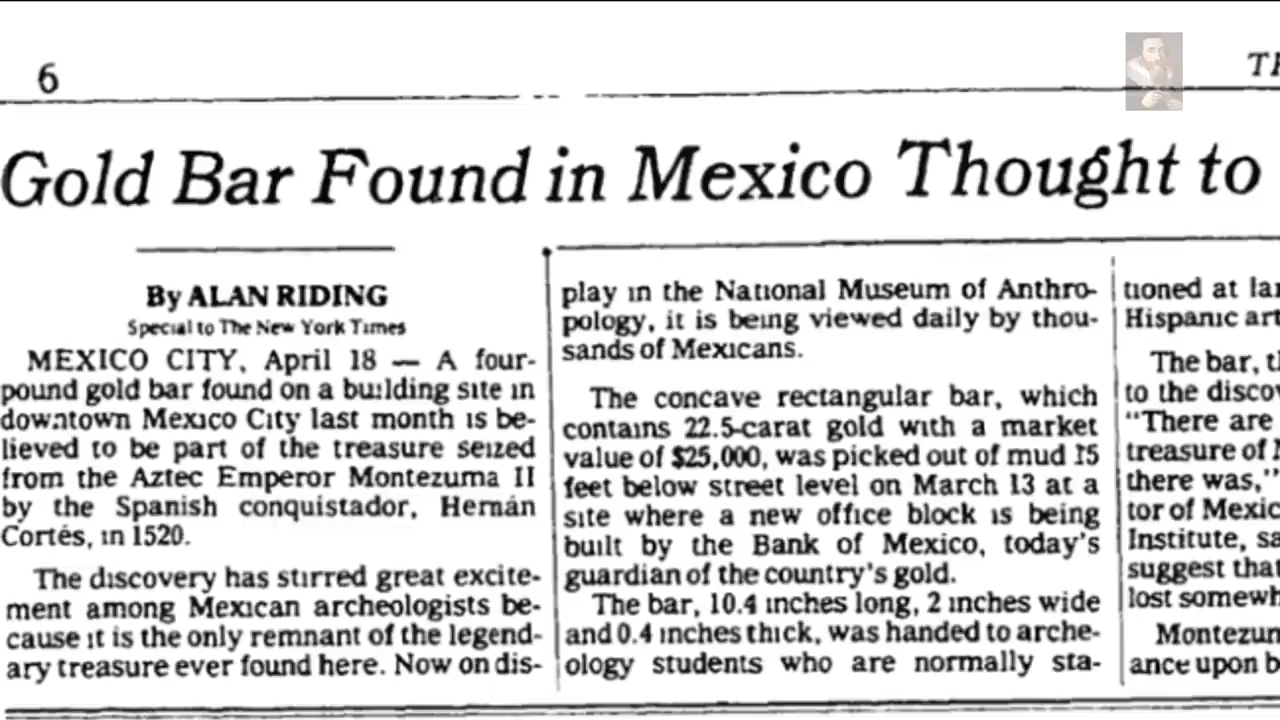 6
Gold Bar Found in Mexico Thought to
By ALAN RIDING
Special to The New York Times
MEXICO CITY, April 18 — A four-
pound gold bar found on a building site in
downtown Mexico City last month is be-
lieved to be part of the treasure seized
from the Aztec Emperor Montezuma II
by the Spanish conquistador, Hernán
Cortés, in 1520.
The discovery has stirred great excite-
ment among Mexican archeologists be-
cause it is the only remnant of the legend-
ary treasure ever found here. Now on dis-
play in the National Museum of Anthro-
pology, it is being viewed daily by thou-
sands of Mexicans.
The concave rectangular bar, which
contains 22.5-carat gold with a market
value of $25,000, was picked out of mud 15
feet below street level on March 13 at a
site where a new office block is being
built by the Bank of Mexico, today's
guardian of the country's gold.
The bar, 10.4 inches long, 2 inches wide
and 0.4 inches thick, was handed to arche-
ology students who are normally sta-
tioned at
Hispanic
The bar,
to the
"There are
treasure of
there was,"
tor of
Institute,
suggest that
lost
ance upon